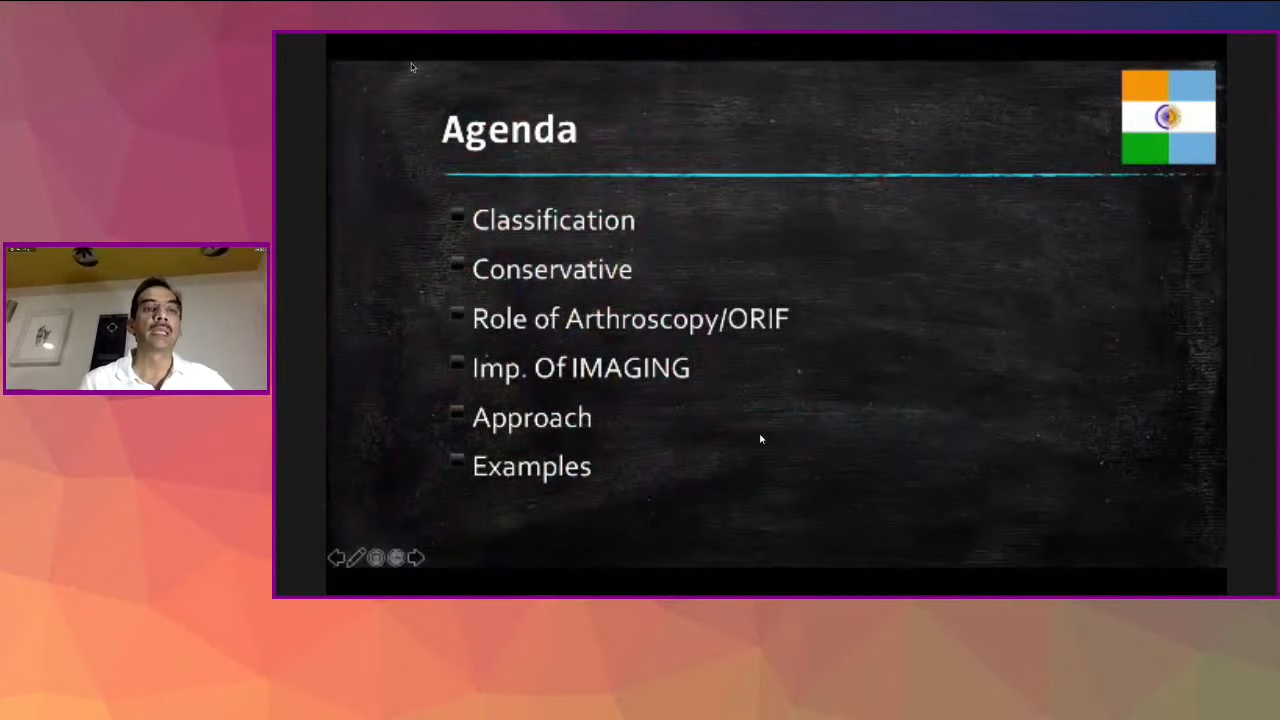 Agenda
Classification
Conservative
Role of Arthroscopy/ORIF
Imp. Of IMAGING
Approach
Examples